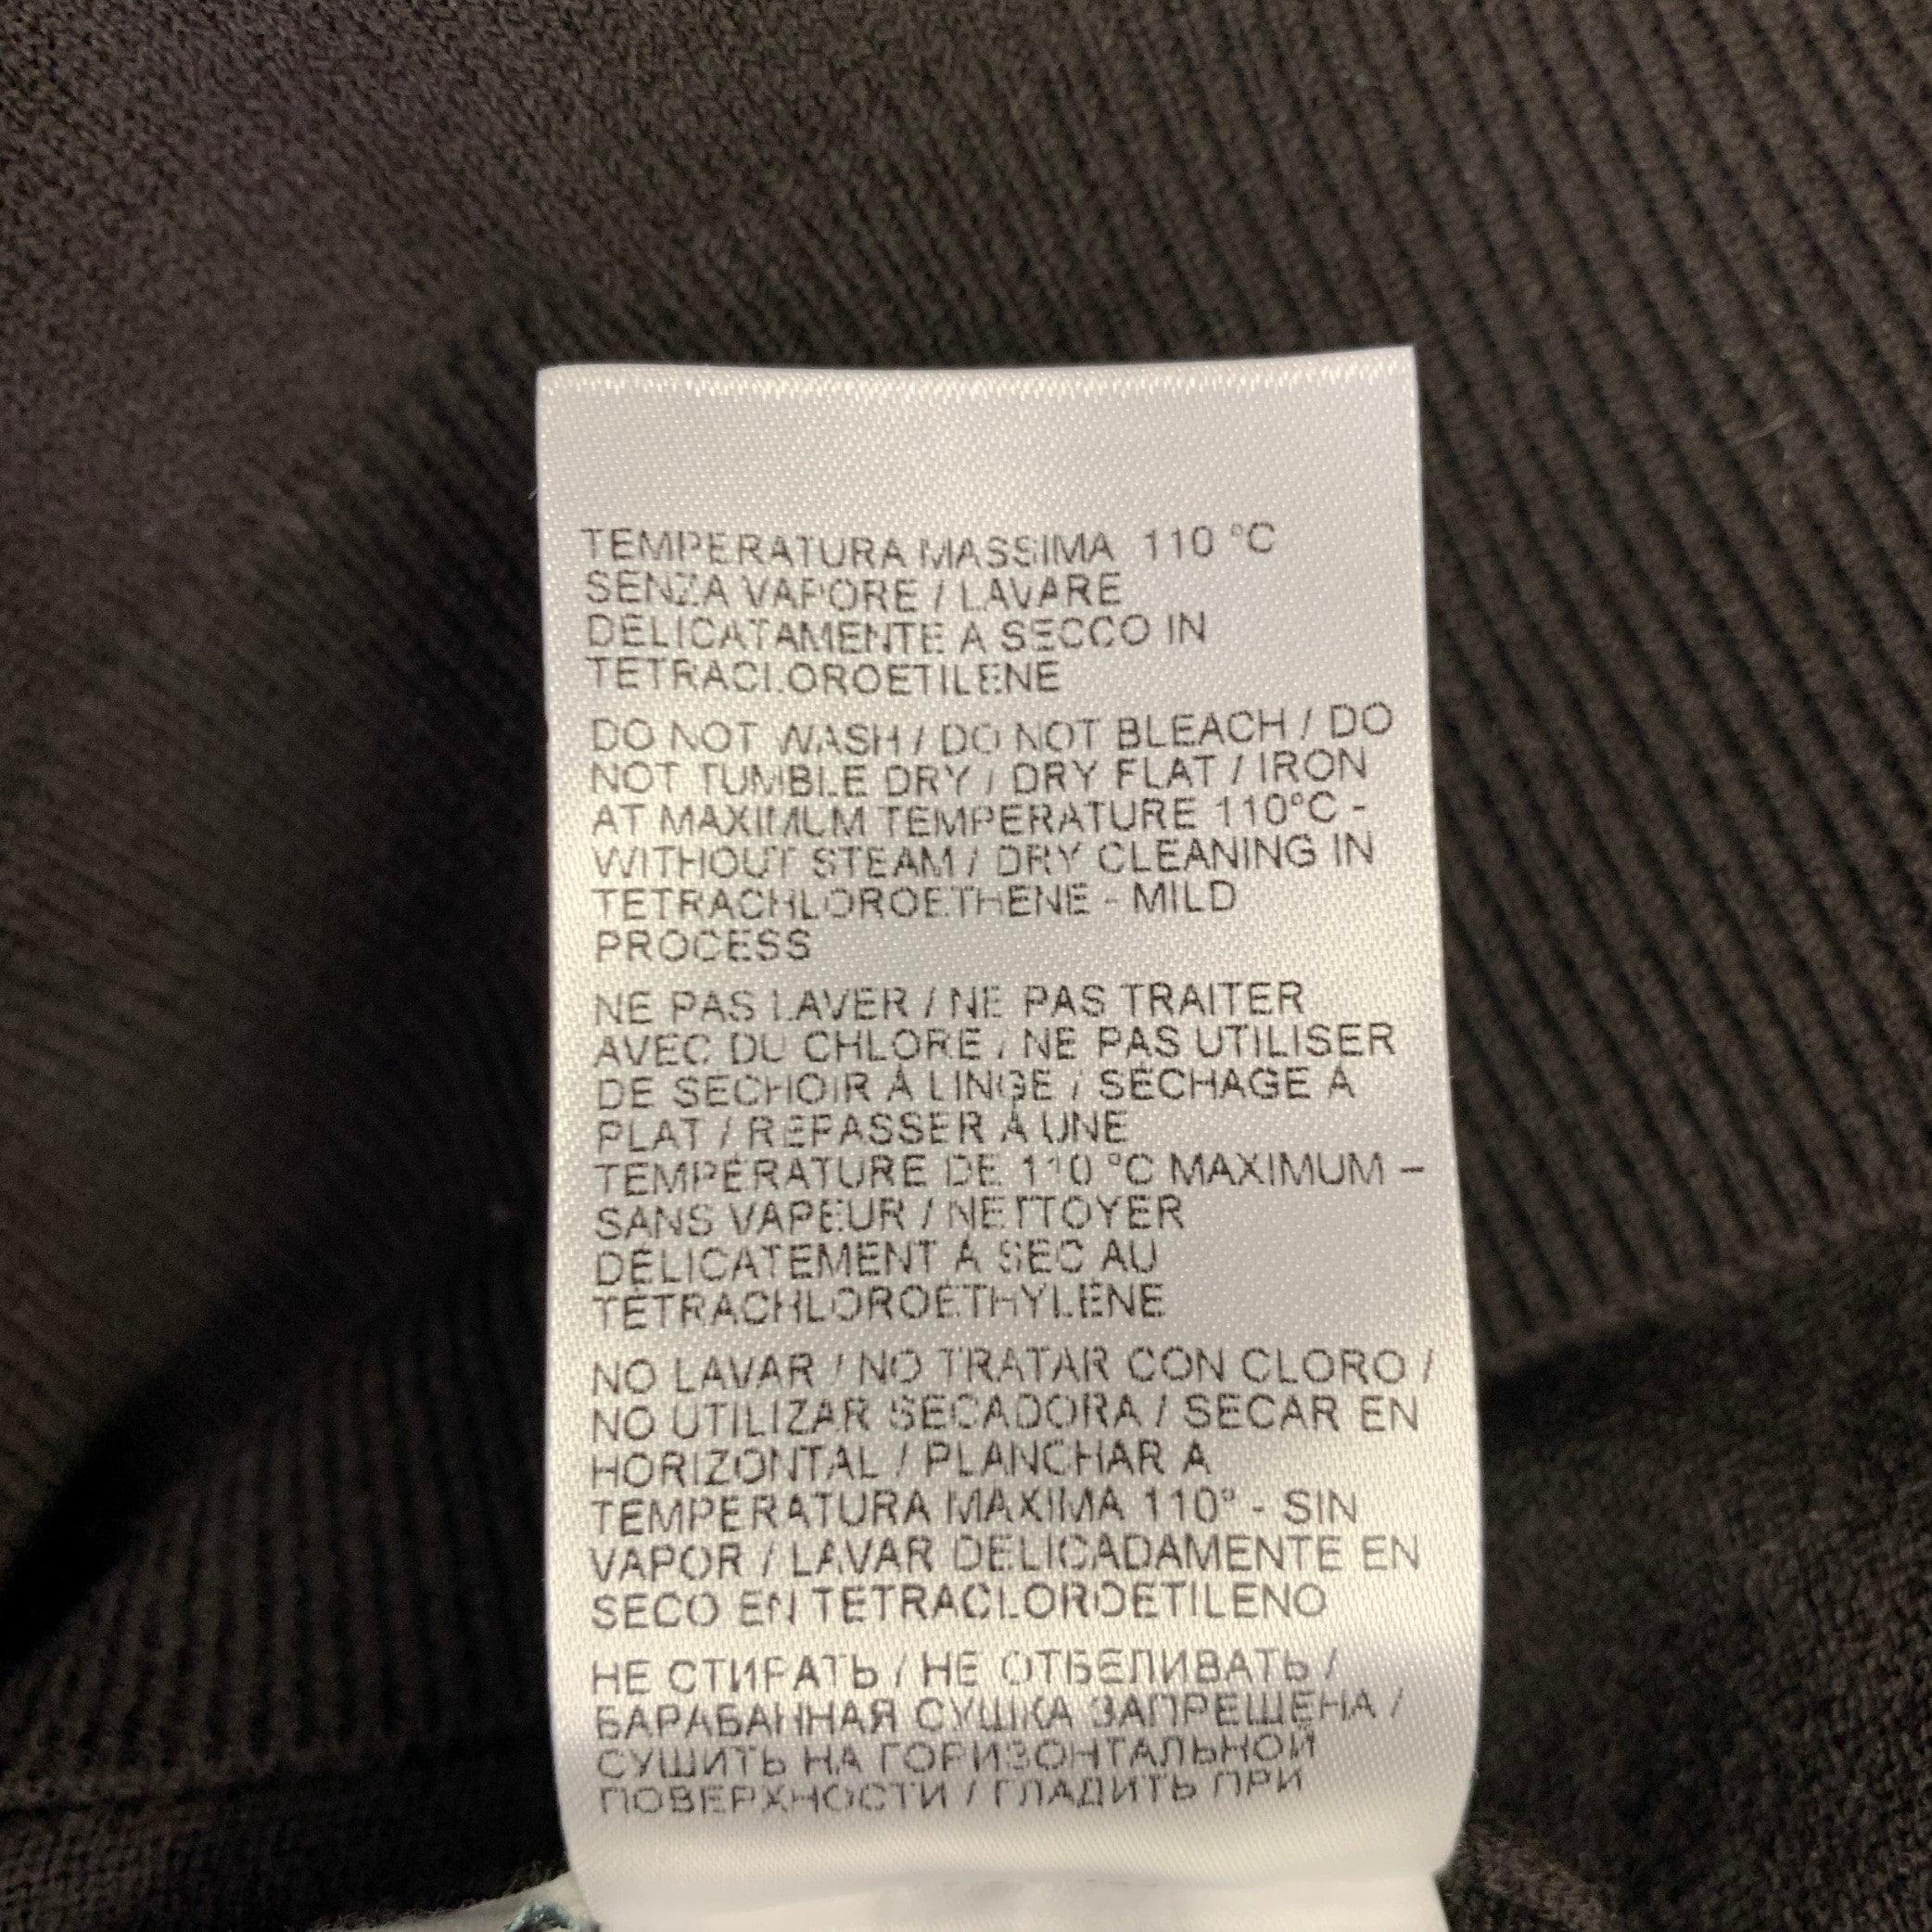 TEMPERATURA MASSIMA 110 °C
SENZA VAPORE / LAVARE
DELICATAMENTE A SECCO IN
TETRACLOROETILENE
DO NOT WASH / DO NOT BLEACH / DO
NOT TUMBLE DRY / DRY FLAT / IRON
AT MAXIMUM TEMPERATURE 110°C -
WITHOUT STEAM / DRY CLEANING IN
TETRACHLOROETHENE - MILD
PROCESS
NE PAS LAVER / NE PAS TRAITER
AVEC DU CHLORE / NE PAS UTILISER
DE SÉCHOIR À LINGE / SÉCHAGE À
PLAT / REPASSER À UNE
TEMPÉRATURE DE 110 °C MAXIMUM –
SANS VAPEUR / NETTOYER
DÉLICATEMENT À SEC AU
TÉTRACHLOROÉTHYLÈNE
NO LAVAR / NO TRATAR CON CLORO /
NO UTILIZAR SECADORA / SECAR EN
HORIZONTAL / PLANCHAR A
TEMPERATURA MAXIMA 110° - SIN
VAPOR / LAVAR DELICADAMENTE EN
SECO EN TETRACLOROETILENO
НЕ СТИРАТЬ / НЕ ОТБЕЛИВАТЬ /
БАРАБАННАЯ СУШКА ЗАПРЕЩЕНА /
СУШИТЬ НА ГОРИЗОНТАЛЬНОЙ
ПОВЕРХНОСТИ / ГЛАДИТЬ ПРИ